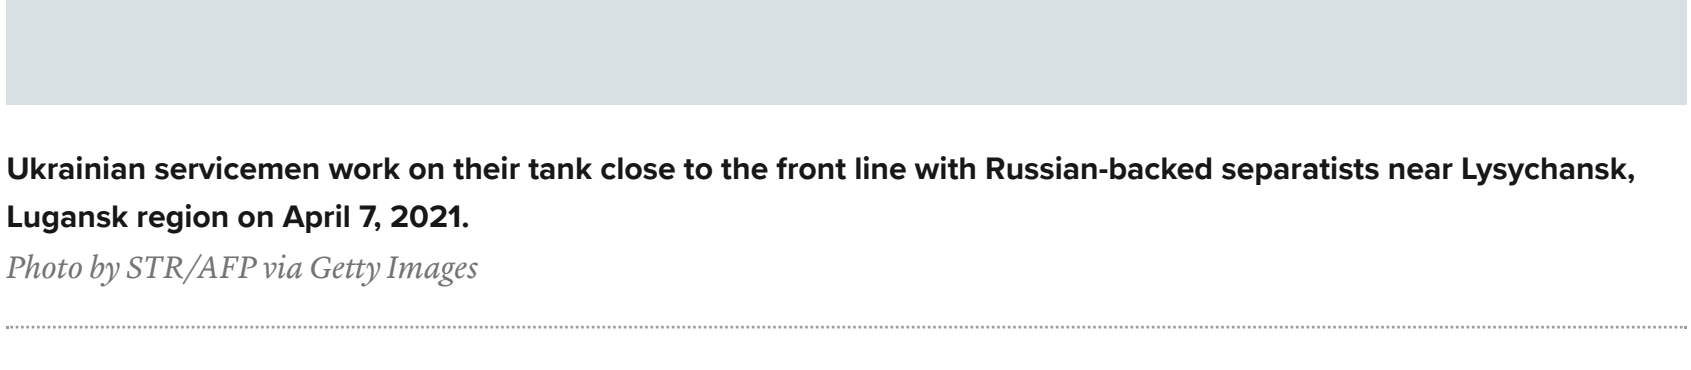 Ukrainian servicemen work on their tank close to the front line with Russian-backed separatists near Lysychansk,
Lugansk region on April 7, 2021.
Photo by STR/AFP via Getty Images